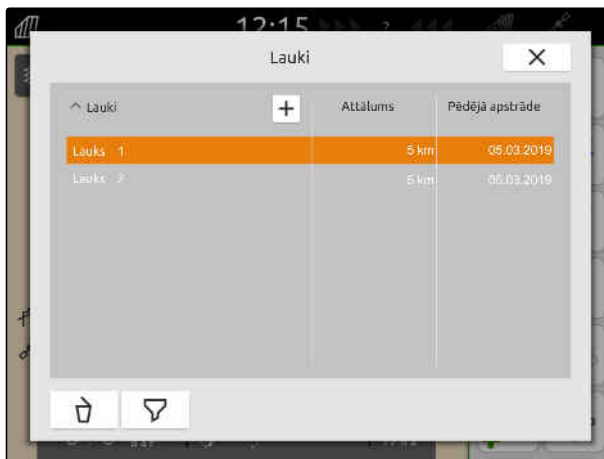 12:15
Lauki
^ Lauki + Attālums Pēdējā apstrāde
Lauks 1 5 km 05.03.2019
Lauks 2 5 km 05.03.2019